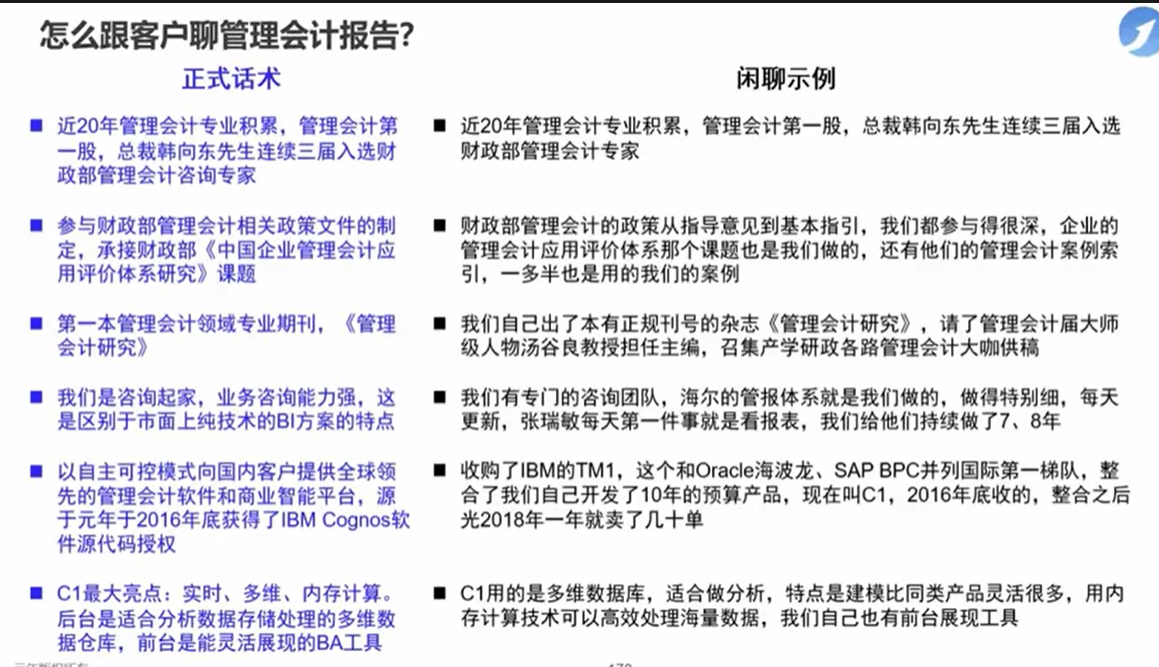 怎么跟客户聊管理会计报告?
正式话术
近20年管理会计专业积累，管理会计第
一股，总裁韩向东先生连续三届入选财
政部管理会计咨询专家
参与财政部管理会计相关政策文件的制
定，承接财政部《中国企业管理会计应
用评价体系研究》课题
第一本管理会计领域专业期刊，《管理
会计研究》
我们是咨询起家，业务咨询能力强，这
是区别于市面上纯技术的BI方案的特点
以自主可控模式向国内客户提供全球领
先的管理会计软件和商业智能平台，源
于元年于2016年底获得了IBM Cognos软
件源代码授权
C1最大亮点：实时、多维、内存计算。
后台是适合分析数据存储处理的多维数
据仓库，前台是能灵活展现的BA工具
闲聊示例
近20年管理会计专业积累，管理会计第一股，总裁韩向东先生连续三届入选
财政部管理会计专家
财政部管理会计的政策从指导意见到基本指引，我们都参与得很深，企业的
管理会计应用评价体系那个课题也是我们做的，还有他们的管理会计案例索
引，一多半也是用的我们的案例
我们自己出了本有正规刊号的杂志《管理会计研究》，请了管理会计届大师
级人物汤谷良教授担任主编，召集产学研政各路管理会计大咖供稿
我们有专门的咨询团队，海尔的管报体系就是我们做的，做得特别细，每天
更新，张瑞敏每天第一件事就是看报表，我们给他们持续做了7、8年
收购了IBM的TM1，这个和Oracle海波龙、SAP BPC并列国际第一梯队，整
合了我们自己开发了10年的预算产品，现在叫C1，2016年底收的，整合之后
光2018年一年就卖了几十单
C1用的是多维数据库，适合做分析，特点是建模比同类产品灵活很多，用内
存计算技术可以高效处理海量数据，我们自己也有前台展现工具